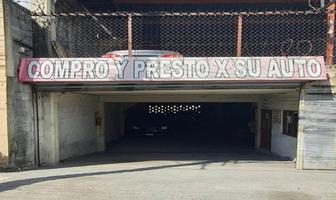 COMPRO Y PRESTO X SU AUTO